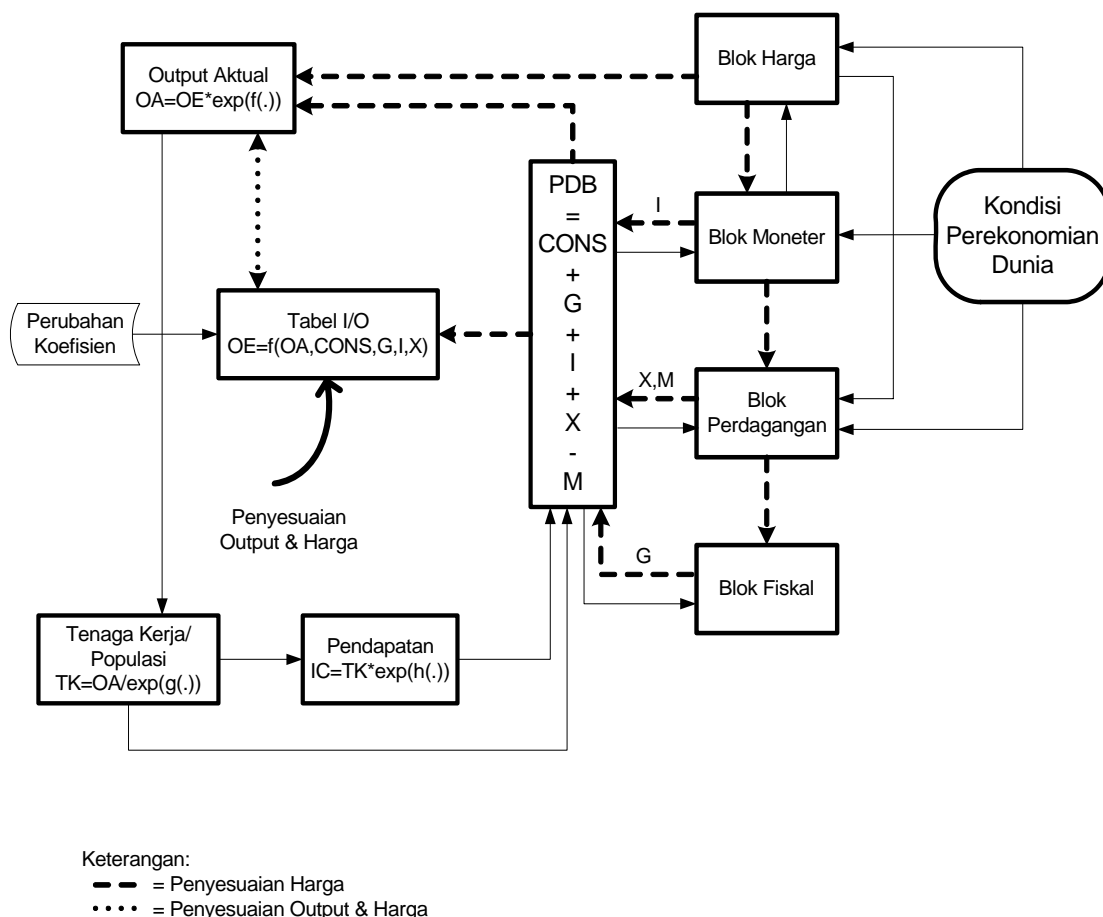 Output Aktual
OA=OE*exp(f(.))
Blok Harga
Kondisi
Perekonomian
Dunia
PDB
=
CONS
+
G
+
I
+
X
-
M
I
Blok Moneter
Perubahan
Koefisien
Tabel I/O
OE=f(OA,CONS,G,I,X)
X,M
Blok
Perdagangan
Penyesuaian
Output & Harga
G
Blok Fiskal
Tenaga Kerja/
Populasi
TK=OA/exp(g(.))
Pendapatan
IC=TK*exp(h(.))
Keterangan:
= Penyesuaian Harga
= Penyesuaian Output & Harga